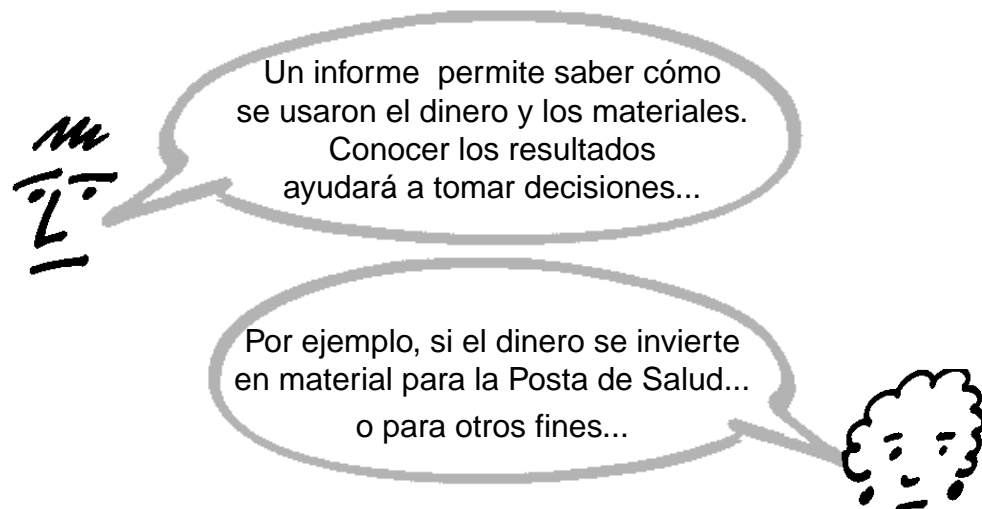 Un informe permite saber cómo
se usaron el dinero y los materiales.
Conocer los resultados
ayudará a tomar decisiones...
Por ejemplo, si el dinero se invierte
en material para la Posta de Salud...
o para otros fines...